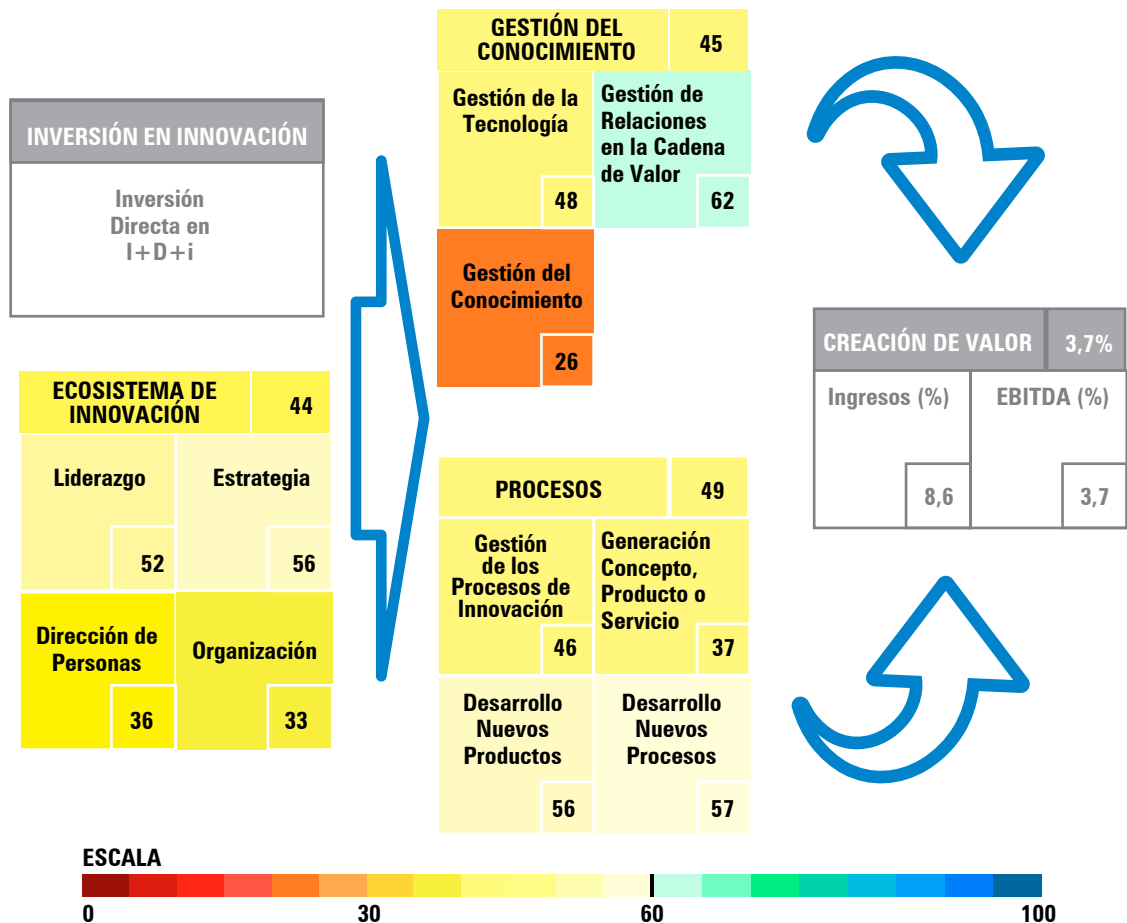 INVERSIÓN EN INNOVACIÓN
Inversión
Directa en
I+D+i
ECOSISTEMA DE
INNOVACIÓN
44
Liderazgo
52
Estrategia
56
Dirección de
Personas
36
Organización
33
GESTIÓN DEL
CONOCIMIENTO
45
Gestión de la
Tecnología
48
Gestión de
Relaciones
en la Cadena
de Valor
62
Gestión del
Conocimiento
26
PROCESOS
49
Gestión
de los
Procesos de
Innovación
46
Generación
Concepto,
Producto o
Servicio
37
Desarrollo
Nuevos
Productos
56
Desarrollo
Nuevos
Procesos
57
CREACIÓN DE VALOR
3,7%
Ingresos (%)
8,6
EBITDA (%)
3,7
ESCALA
0
30
60
100